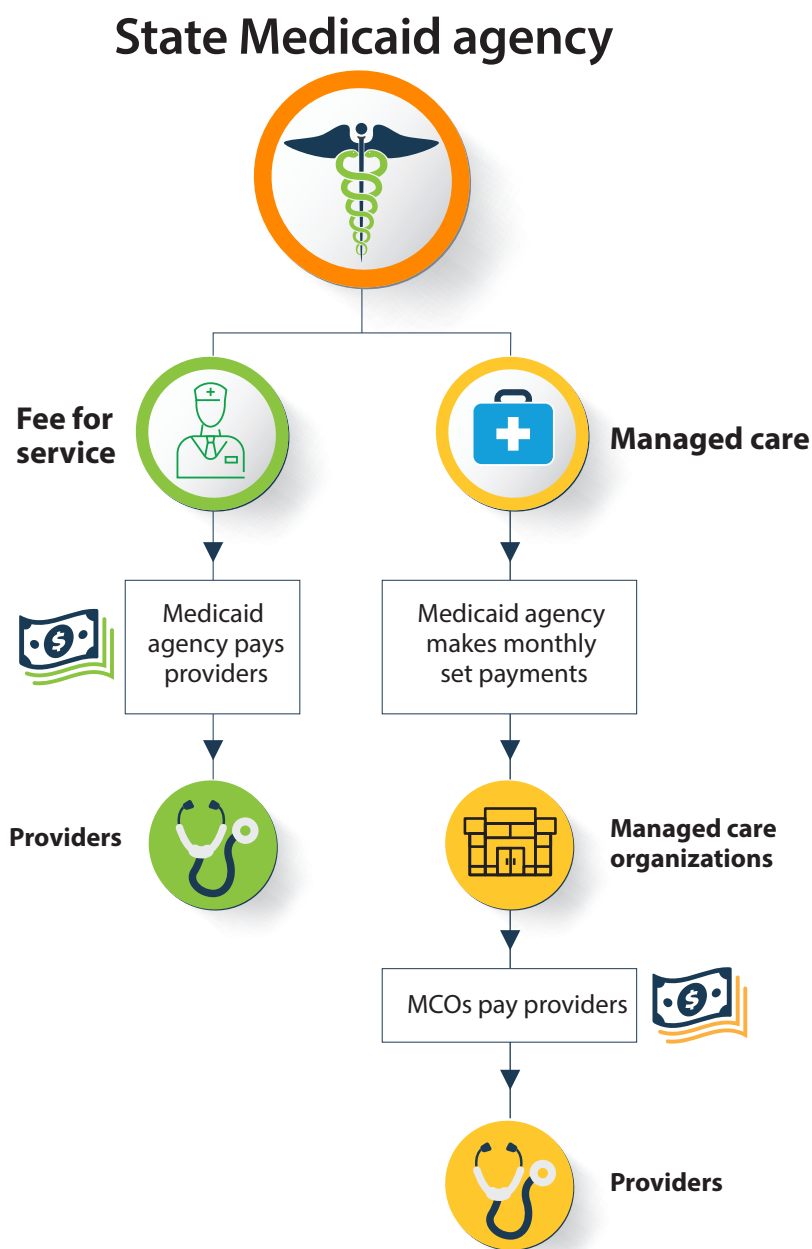 State Medicaid agency
Fee for
service
Managed care
Medicaid
agency pays
providers
Medicaid agency
makes monthly
set payments
$
Providers
Managed care
organizations
MCOs pay providers
$
Providers